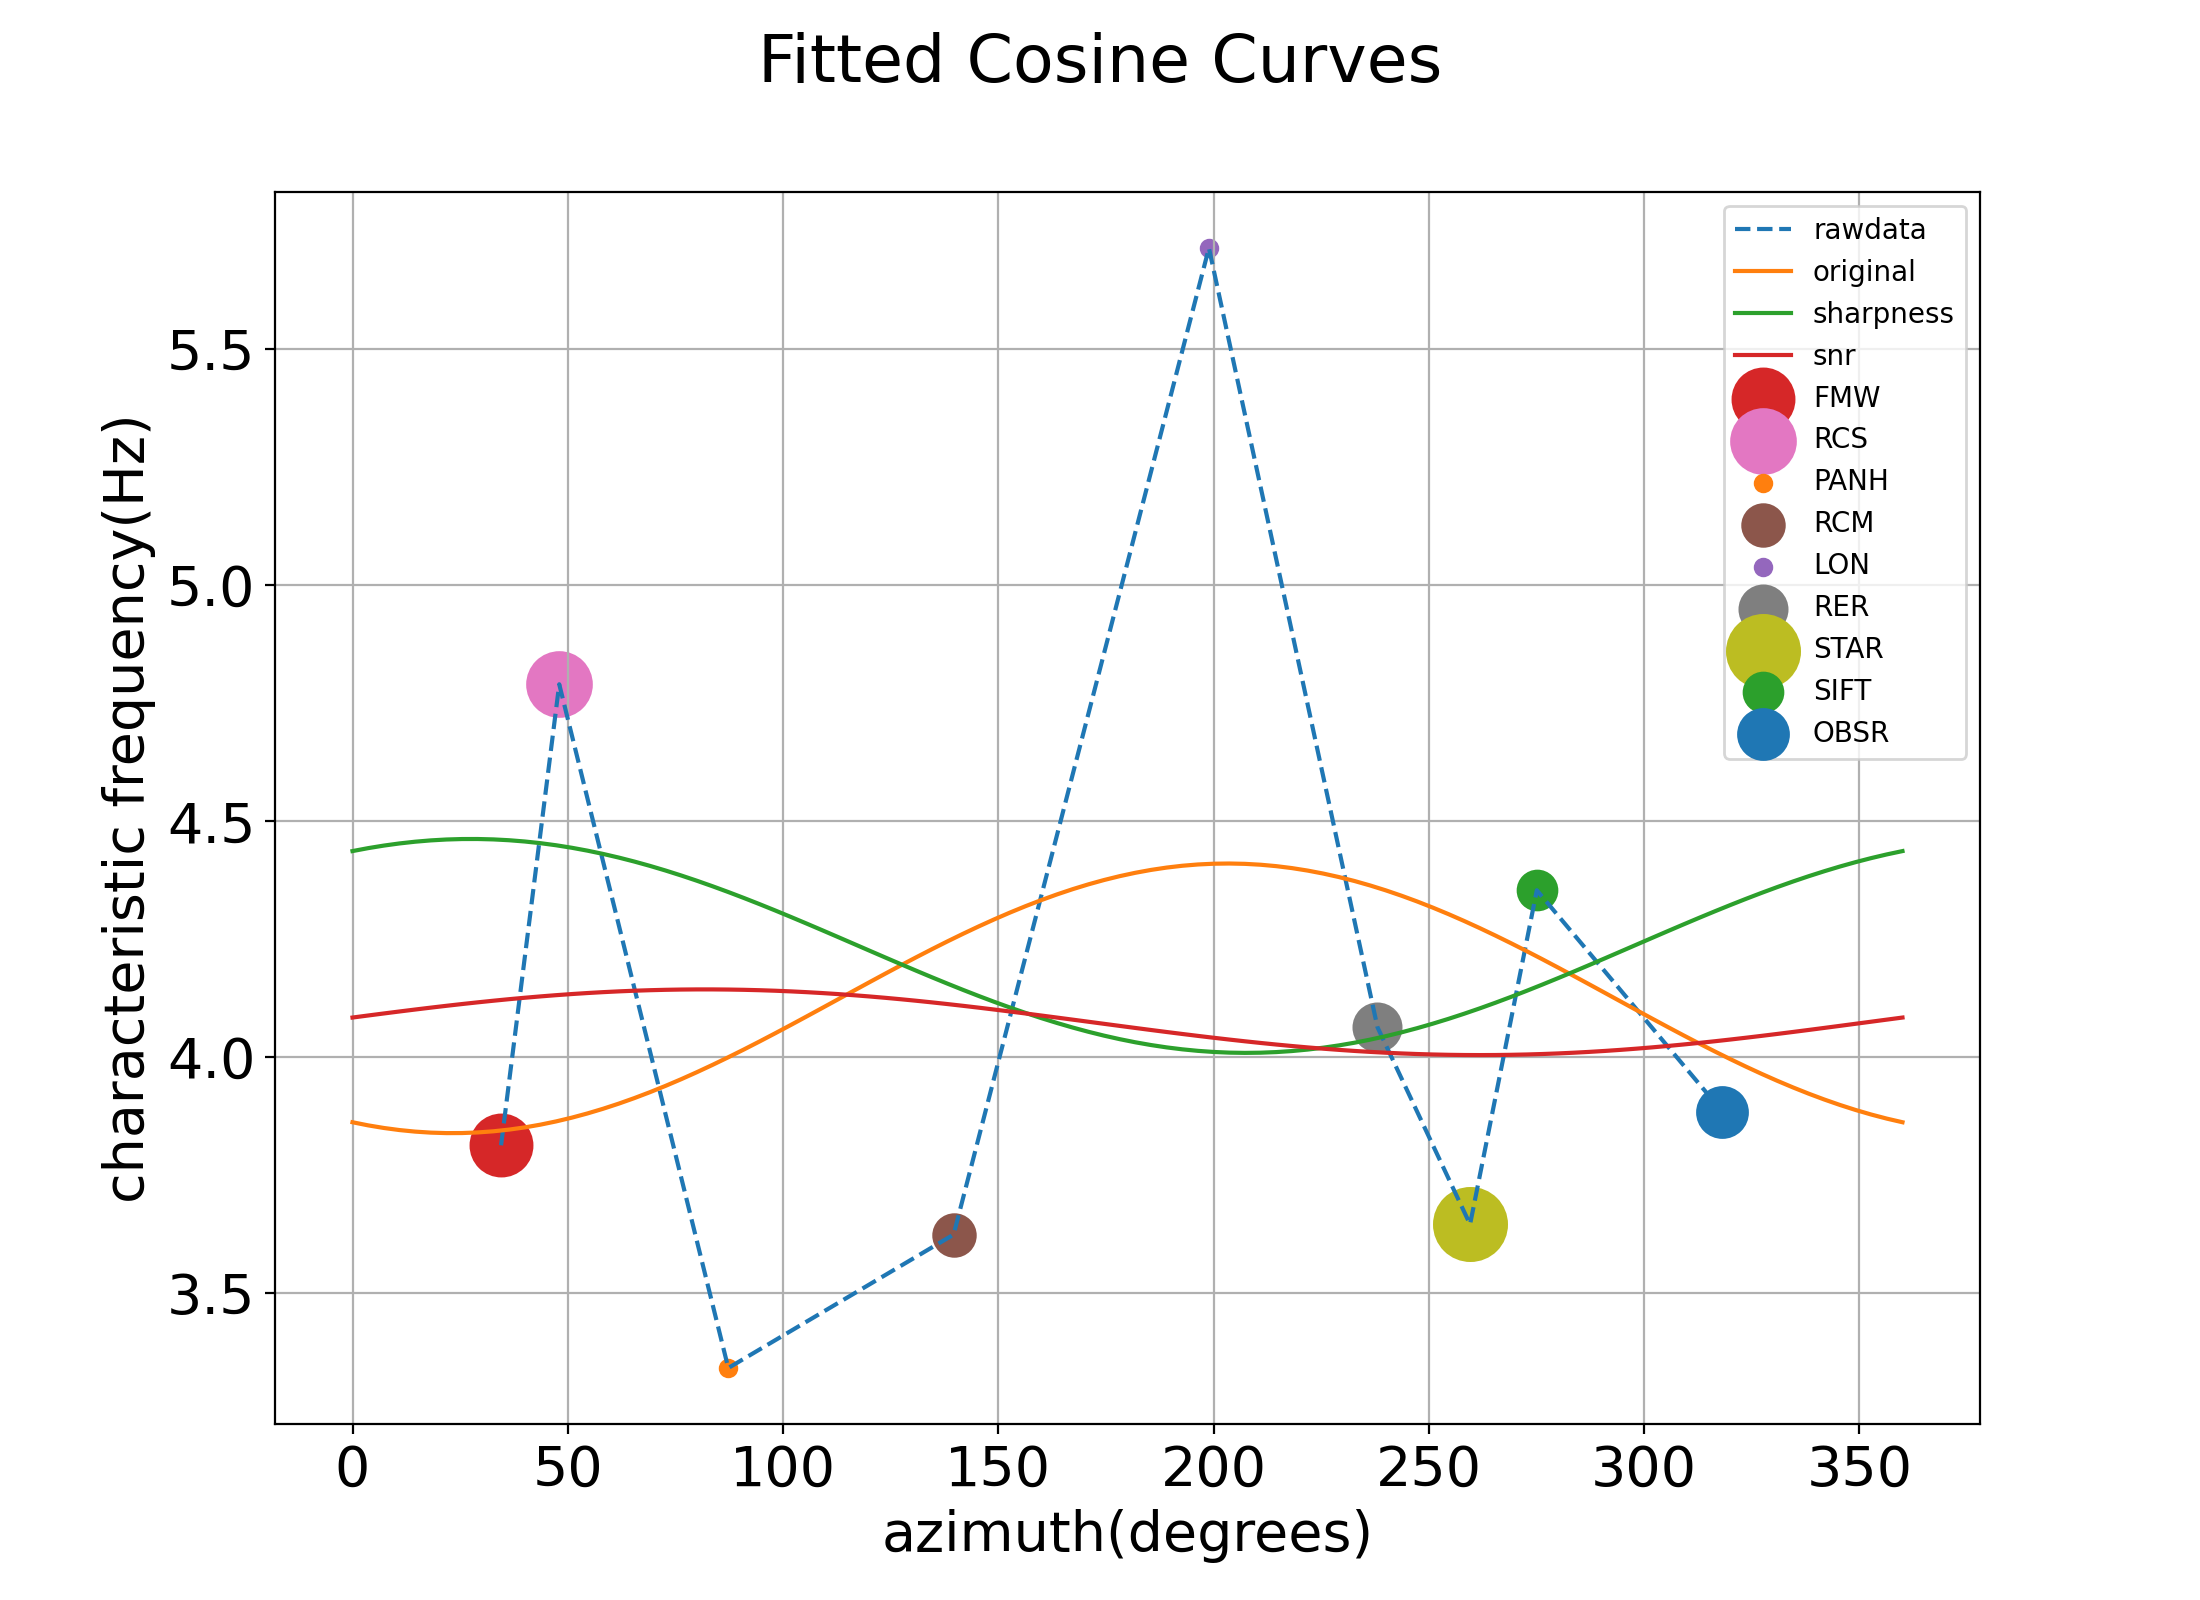 Fitted Cosine Curves
characteristic frequency(Hz)
5.5
5.0
4.5
4.0
3.5
rawdata
original
sharpness
snr
FMW
RCS
PANH
RCM
LON
RER
STAR
SIFT
OBSR
0 50 100 150 200 250 300 350
azimuth(degrees)